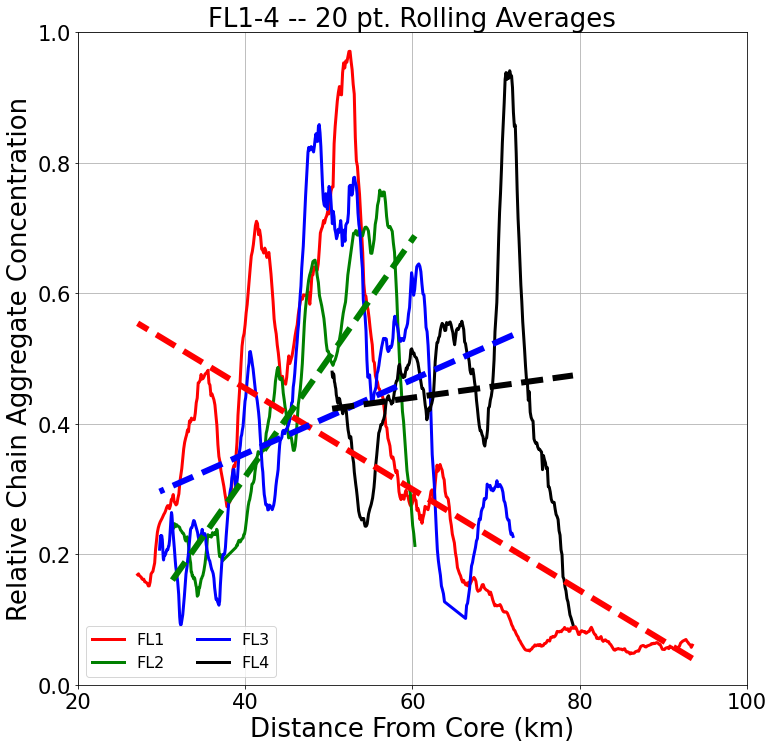 FL1-4 -- 20 pt. Rolling Averages
Relative Chain Aggregate Concentration
1.0
0.8
0.6
0.4
0.2
0.0
FL1
FL2
FL3
FL4
20
40
60
80
100
Distance From Core (km)